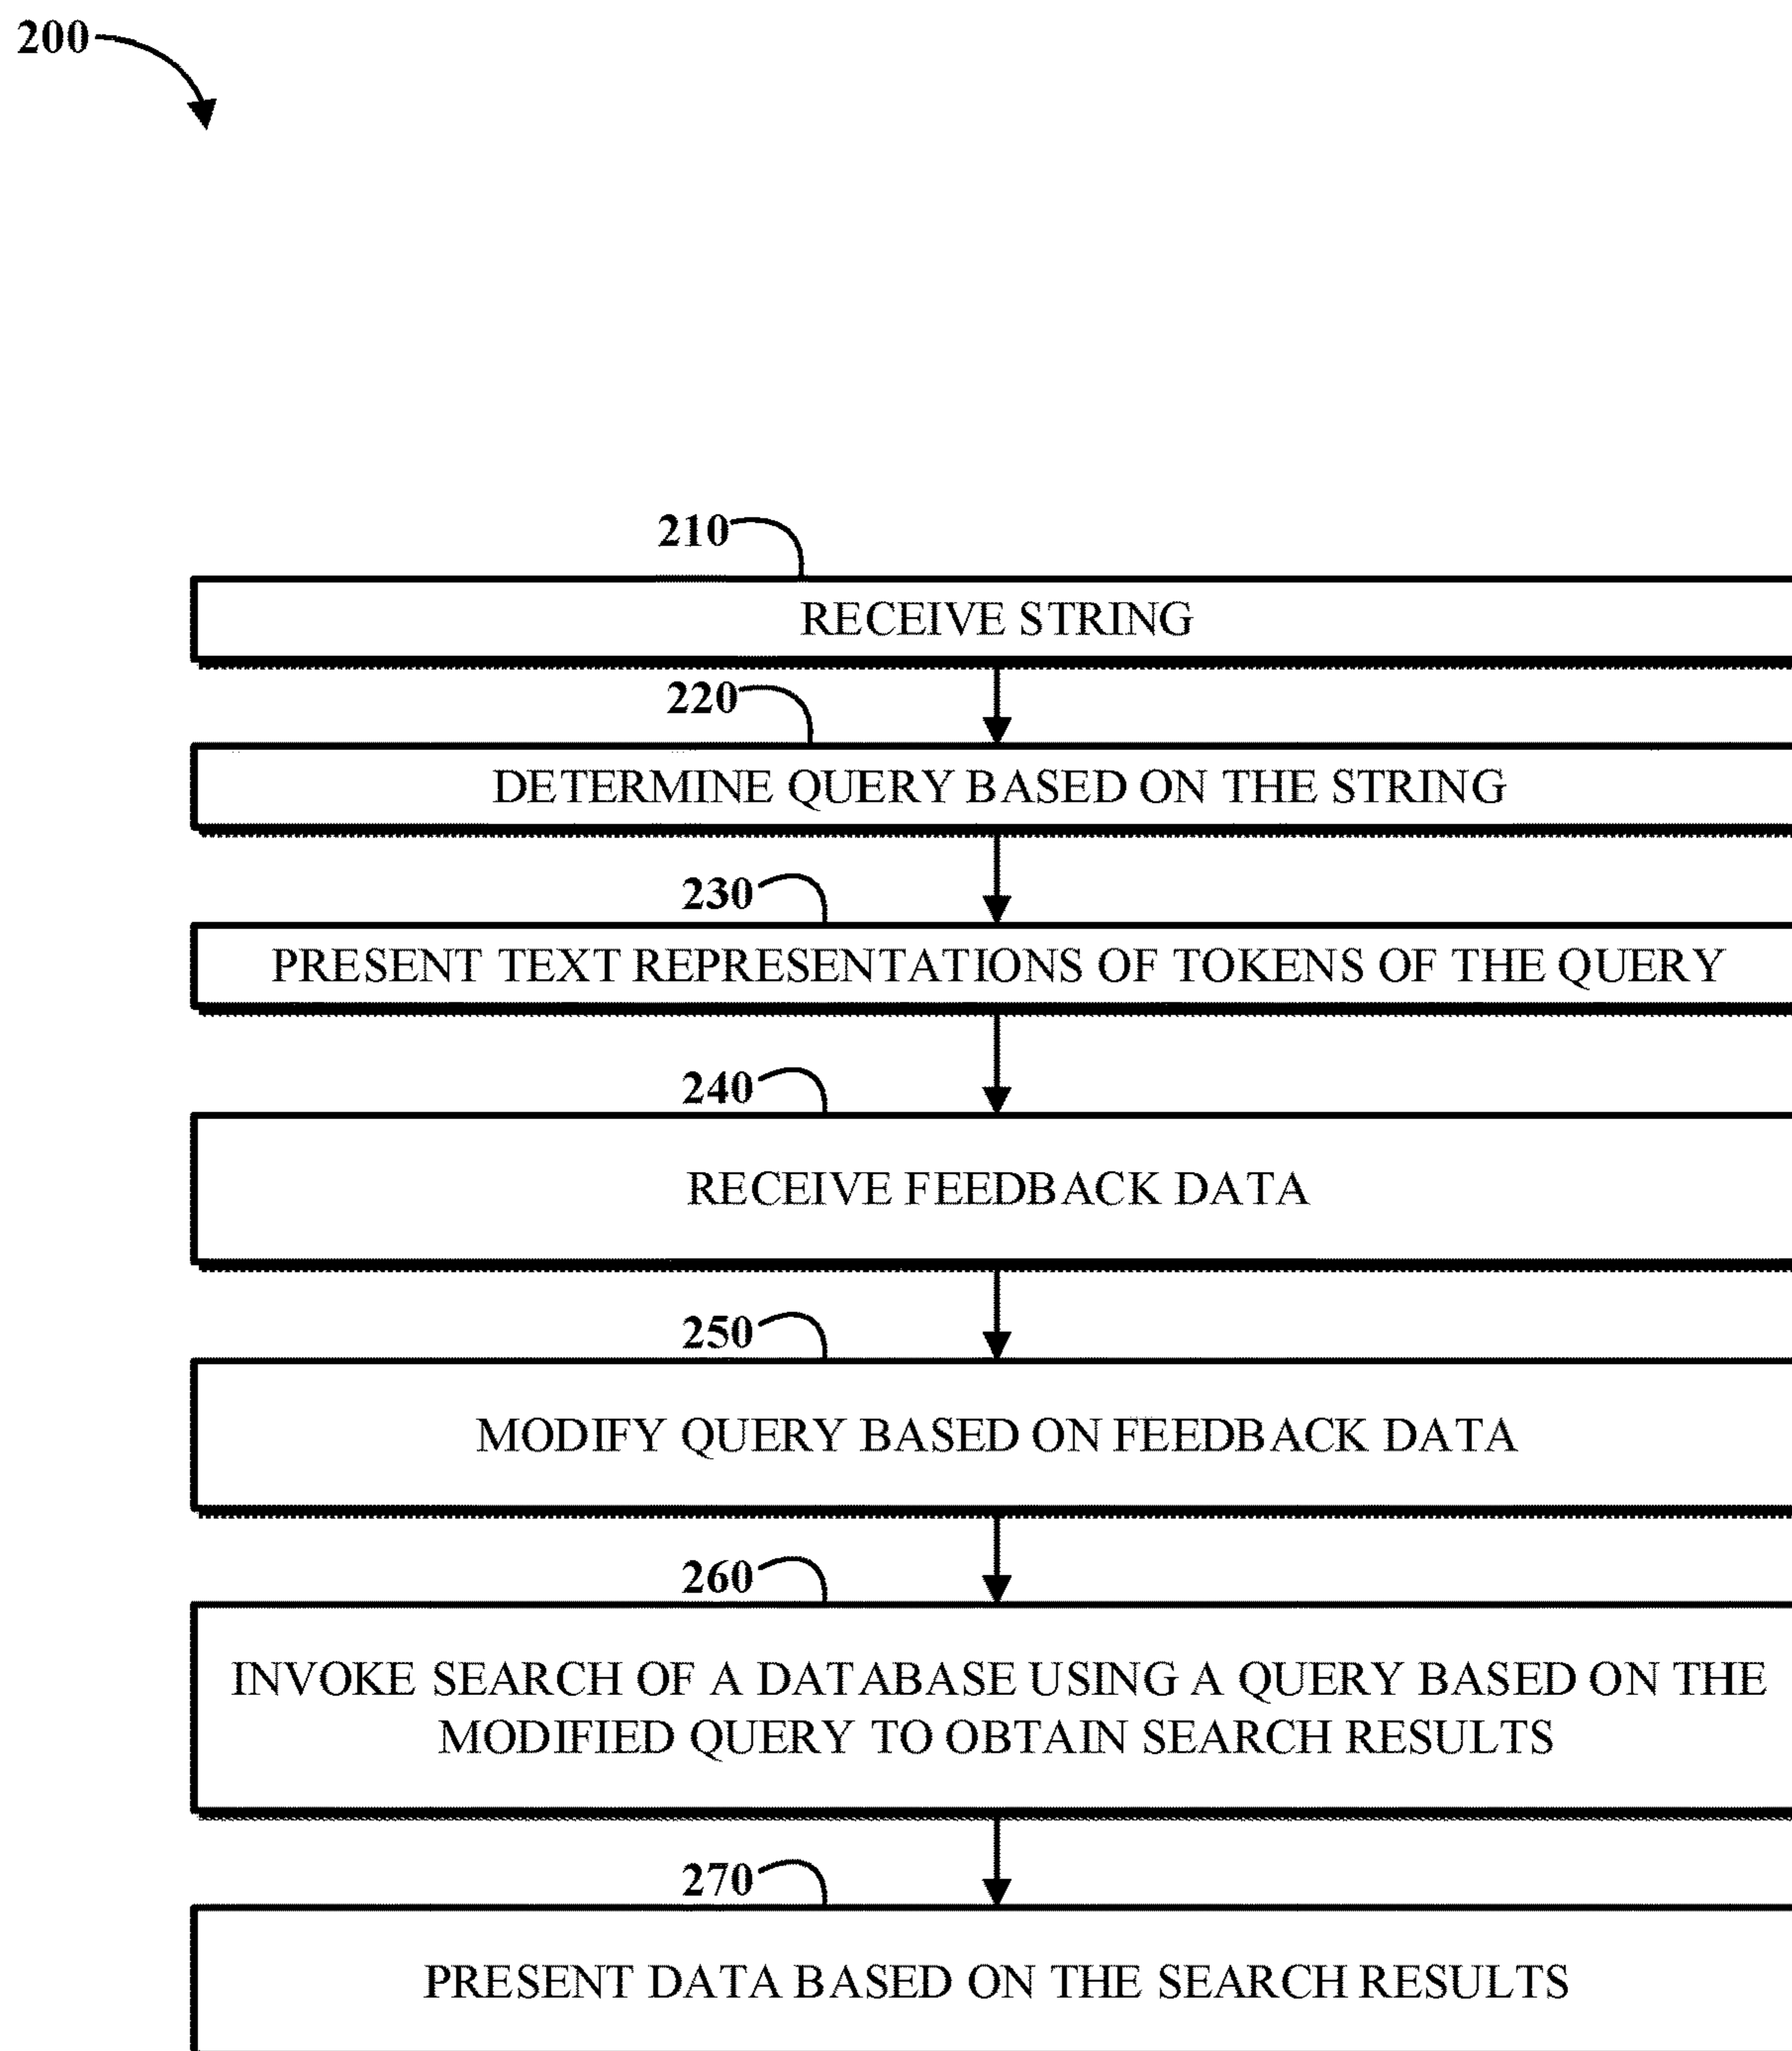 200
210
RECEIVE STRING
220
DETERMINE QUERY BASED ON THE STRING
230
PRESENT TEXT REPRESENTATIONS OF TOKENS OF THE QUERY
240
RECEIVE FEEDBACK DATA
250
MODIFY QUERY BASED ON FEEDBACK DATA
260
INVOKE SEARCH OF A DATABASE USING A QUERY BASED ON THE
MODIFIED QUERY TO OBTAIN SEARCH RESULTS
270
PRESENT DATA BASED ON THE SEARCH RESULTS